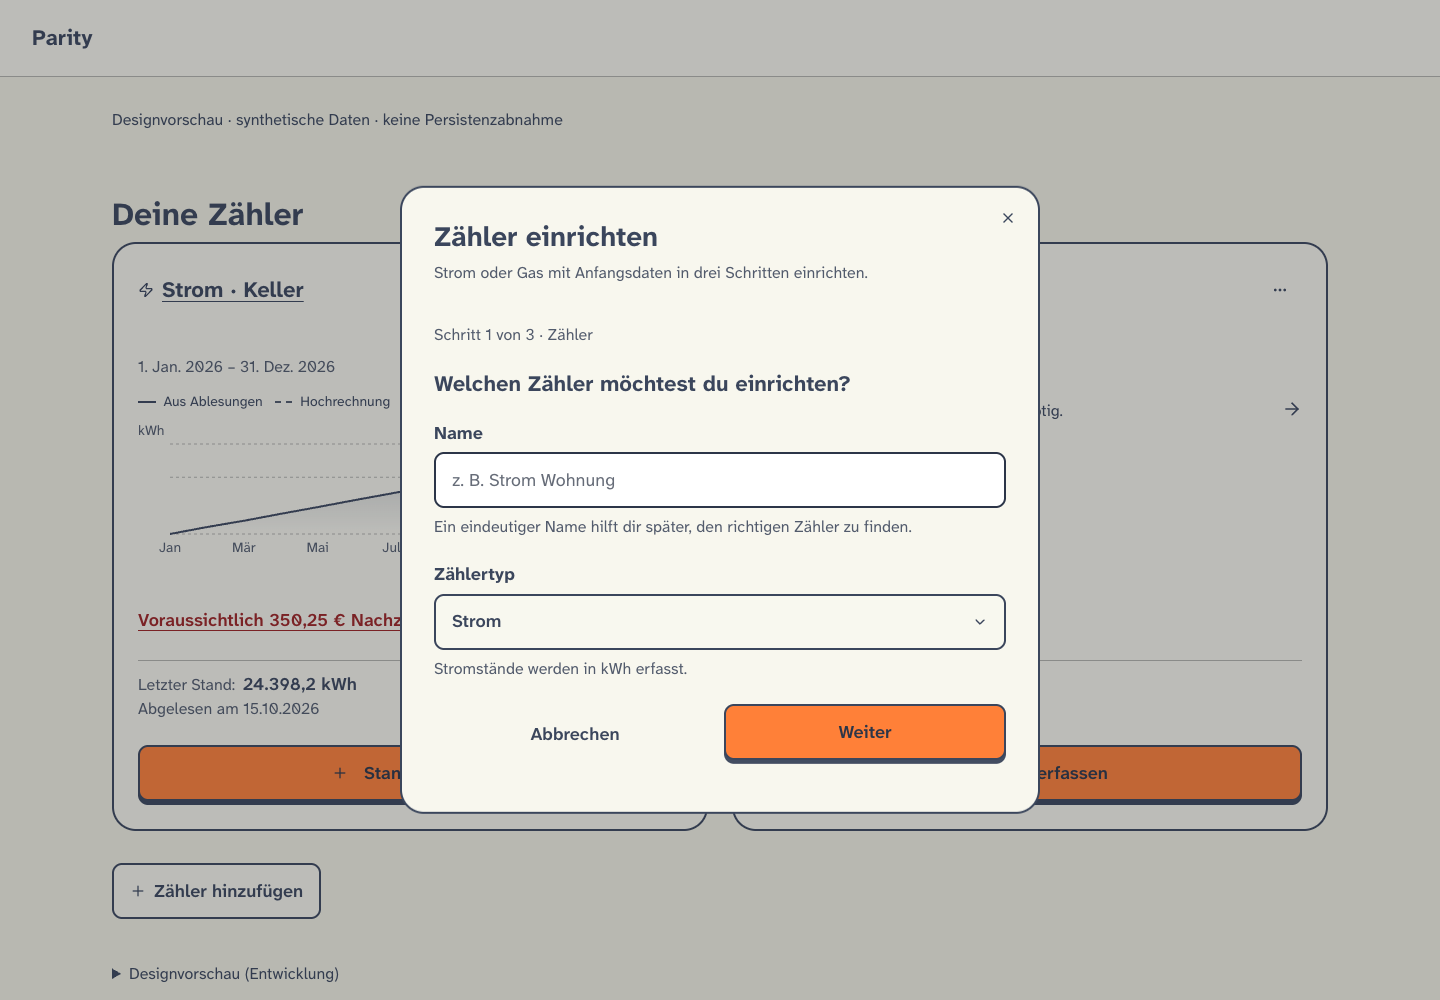 Parity
Designvorschau · synthetische Daten · keine Persistenzabnahme
Deine Zähler
Strom · Keller
1. Jan. 2026 – 31. Dez. 2026
Aus Ablesungen
Hochrechnung
kWh
Jan
Mär
Mai
Voraussichtlich 350,25 €
Letzter Stand: 24.398,2 kWh
Abgelesen am 15.10.2026
Zähler einrichten
Strom oder Gas mit Anfangsdaten in drei Schritten einrichten.
Schritt 1 von 3 · Zähler
Welchen Zähler möchtest du einrichten?
Name
z. B. Strom Wohnung
Ein eindeutiger Name hilft dir später, den richtigen Zähler zu finden.
Zählertyp
Strom
Stromstände werden in kWh erfasst.
Abbrechen
Weiter
erfassen
Zähler hinzufügen
Designvorschau (Entwicklung)